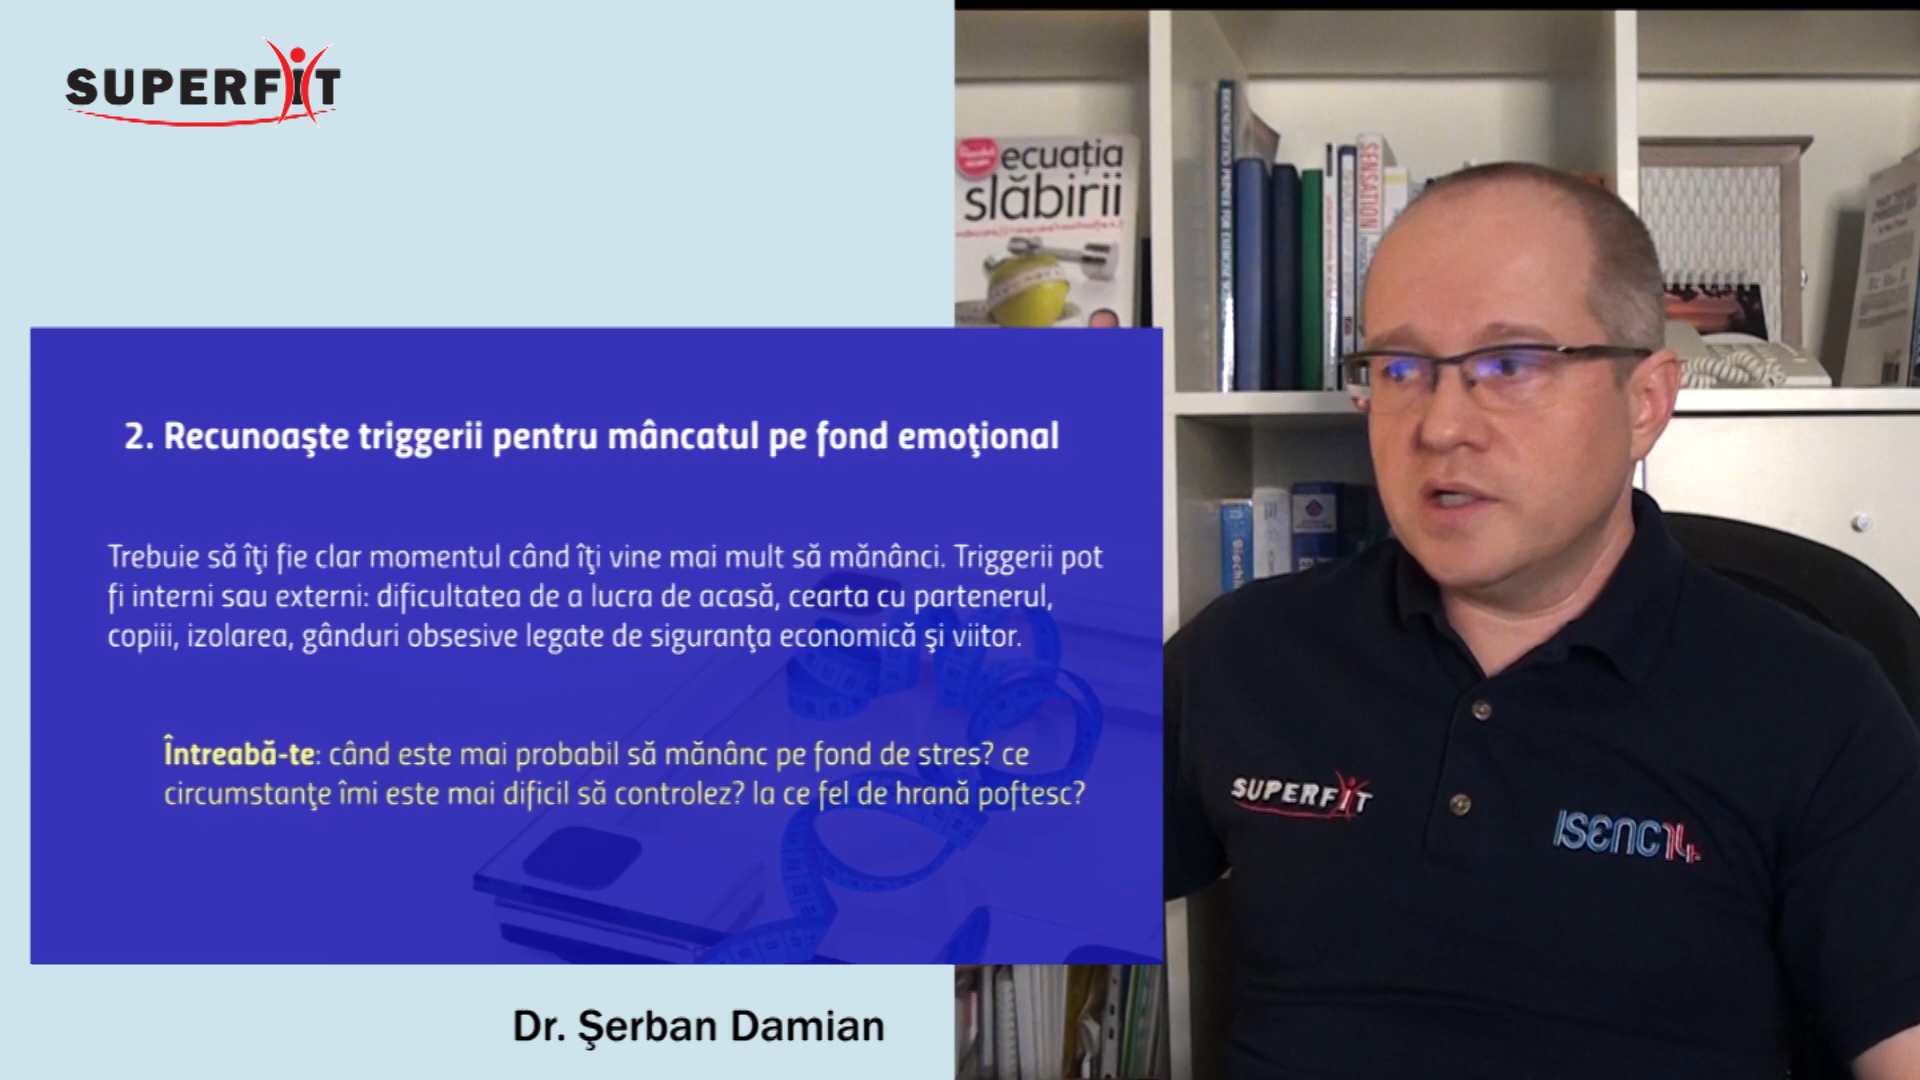 SUPERFIT
ecuația
slăbirii
SENSATION
2. Recunoaşte triggerii pentru mâncatul pe fond emoţional
Trebuie să îţi fie clar momentul când îţi vine mai mult să mănânci. Triggerii pot
fi interni sau externi: dificultatea de a lucra de acasă, cearta cu partenerul,
copiii, izolarea, gânduri obsesive legate de siguranţa economică şi viitor.
Întreabă-te: când este mai probabil să mănânc pe fond de stres? ce
circumstanţe îmi este mai dificil să controlez? la ce fel de hrană poftesc?
SUPERFIT
ISENC14
Dr. Şerban Damian